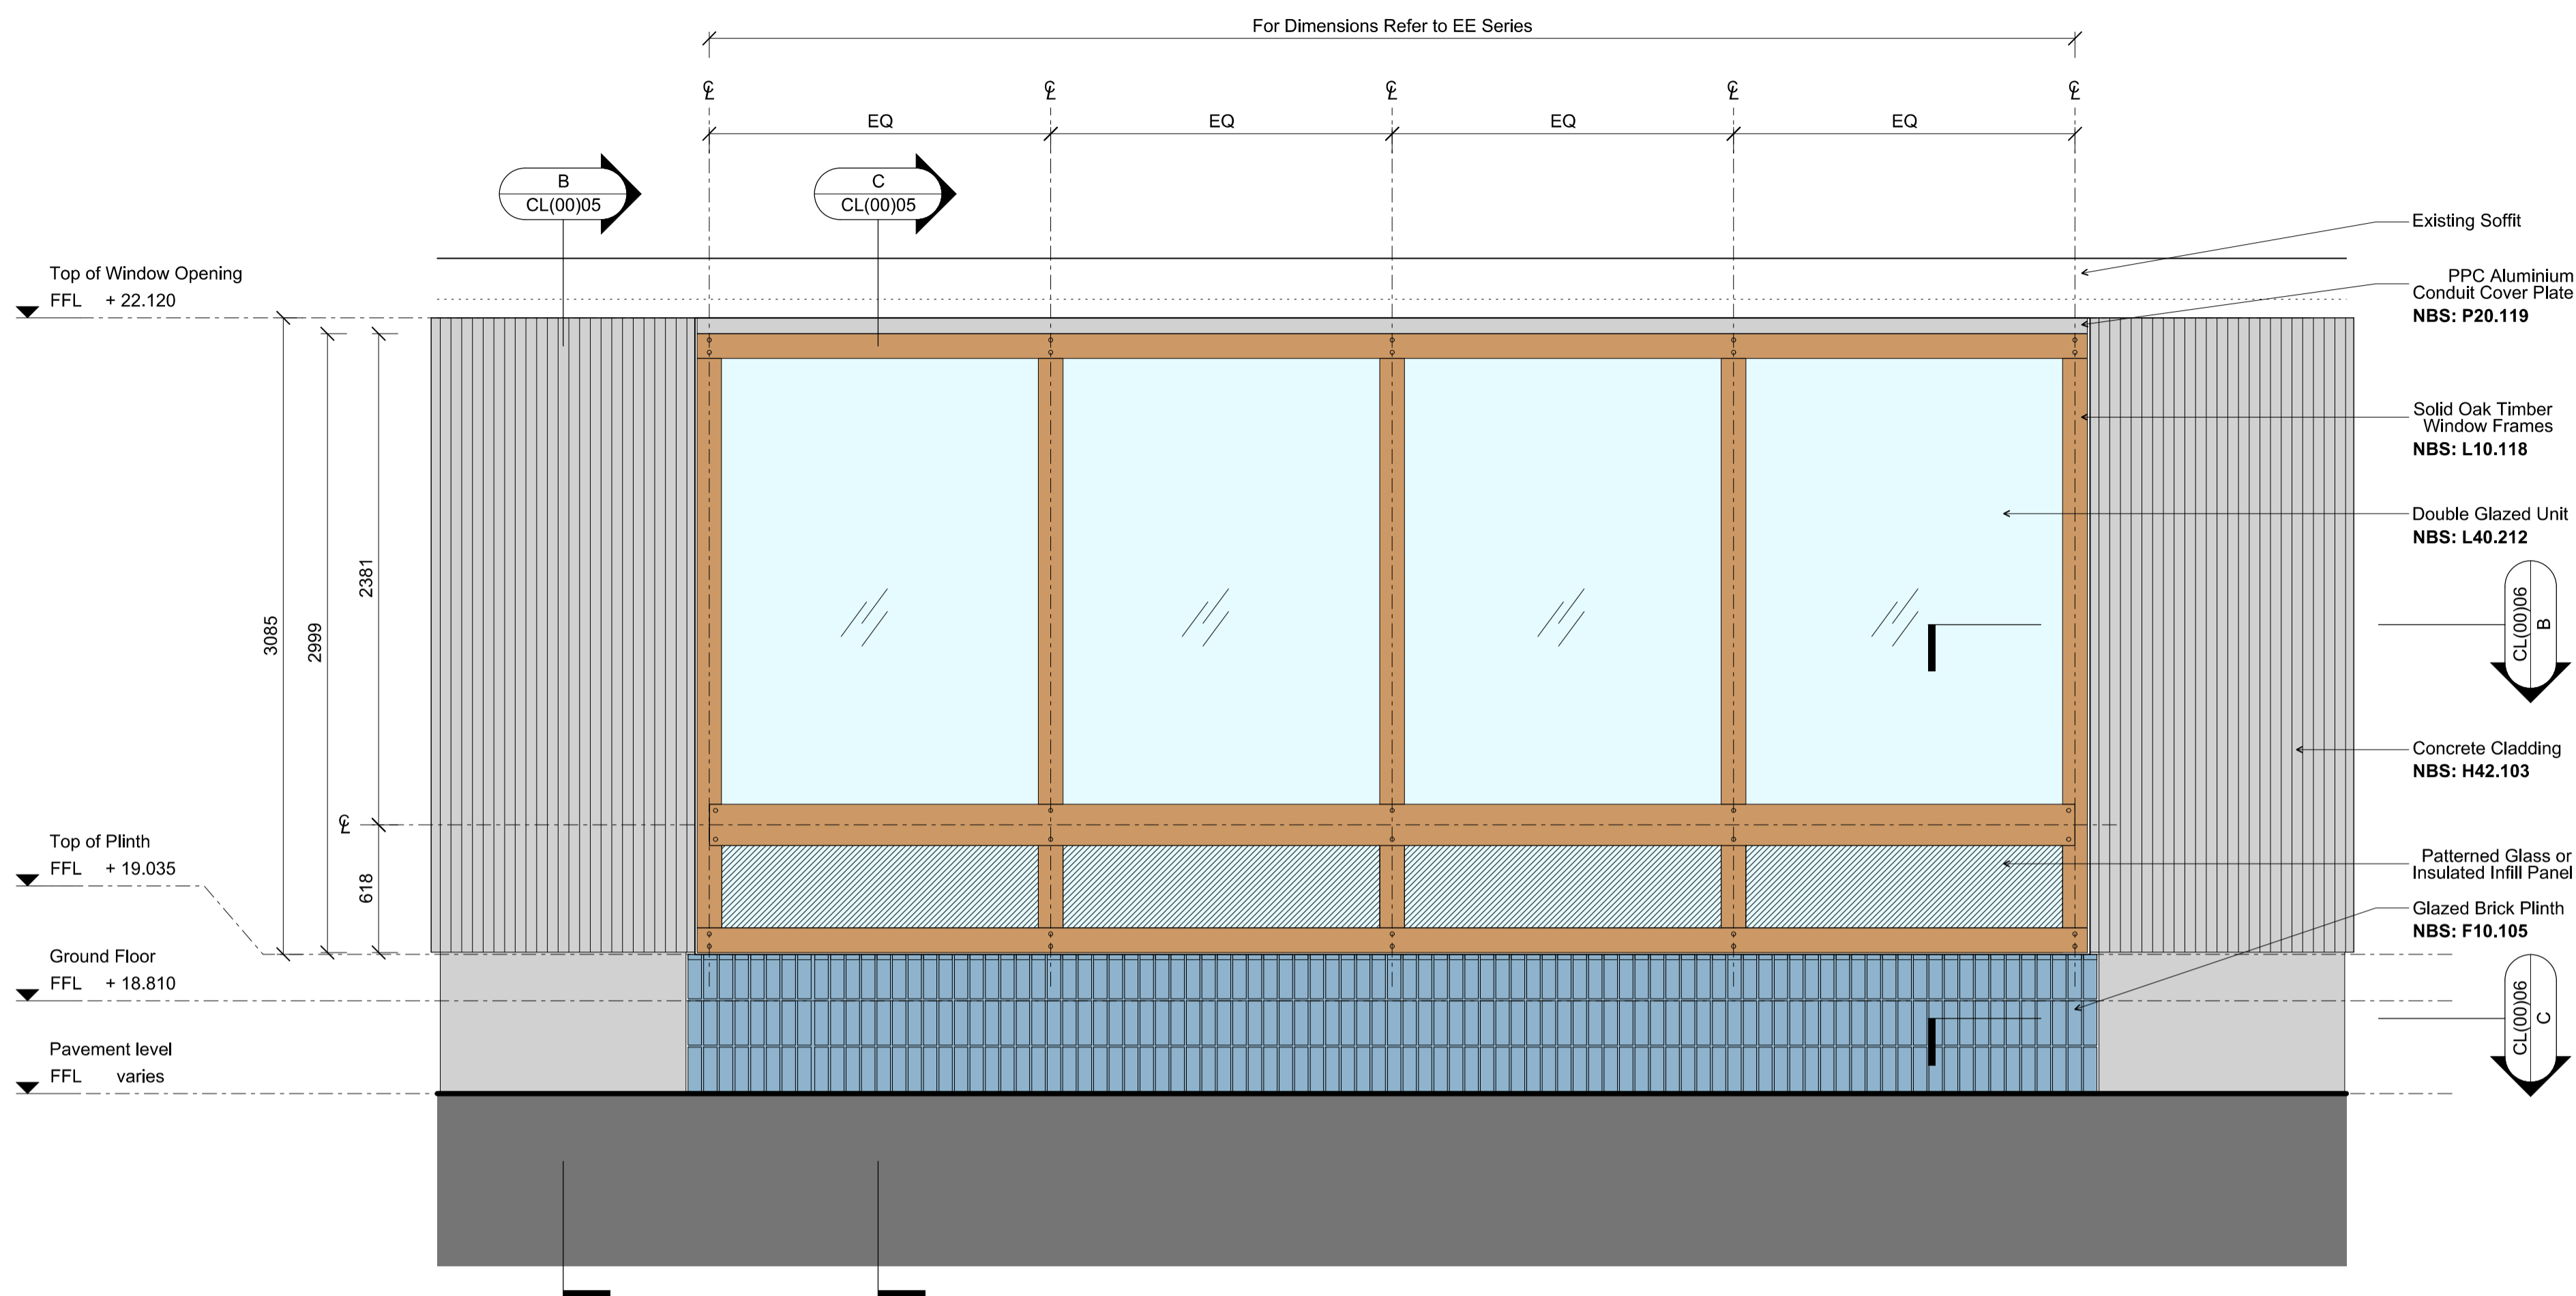 For Dimensions Refer to EE Series
℄ ℄ ℄ ℄ ℄
EQ EQ EQ EQ
B
CL(00)05
C
CL(00)05
Top of Window Opening
FFL + 22.120
Top of Plinth
FFL + 19.035
Ground Floor
FFL + 18.810
Pavement level
FFL varies
3085
2999
2381
℄
618
Existing Soffit
PPC Aluminium
Conduit Cover Plate
NBS: P20.119
Solid Oak Timber
Window Frames
NBS: L10.118
Double Glazed Unit
NBS: L40.212
CL(00)06
B
Concrete Cladding
NBS: H42.103
Patterned Glass or
Insulated Infill Panel
Glazed Brick Plinth
NBS: F10.105
CL(00)06
C